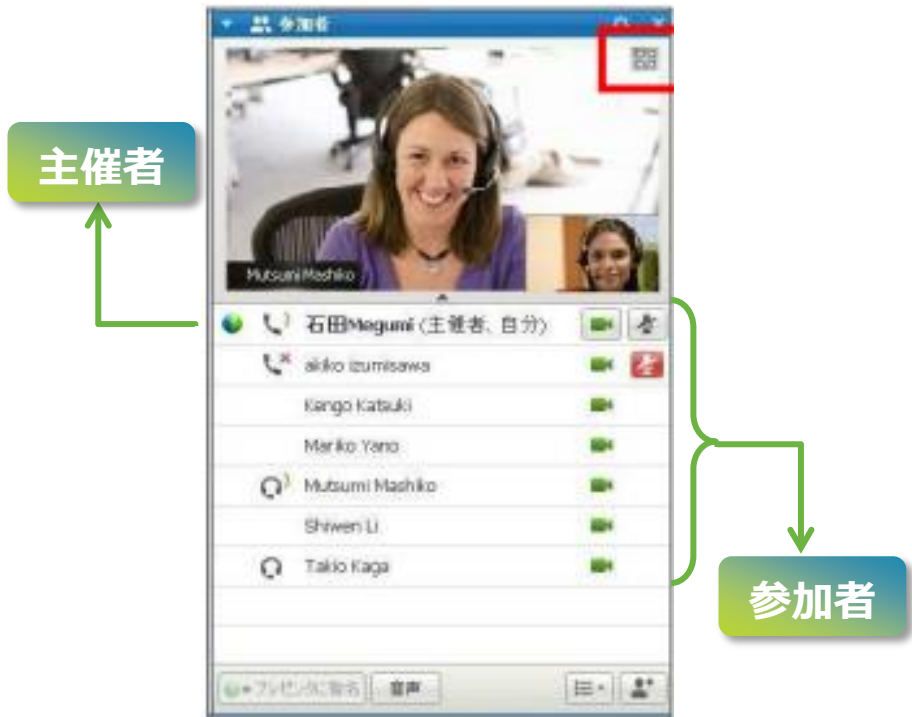 参加者
主催者
Mutsumi Mashiko
石田Megumi (主催者、自分)
akiko izumisawa
Kengo Katsuki
Mariko Yano
Mutsumi Mashiko
Shiwen Li
Takio Kaga
参加者
プレゼンタに指名
音声